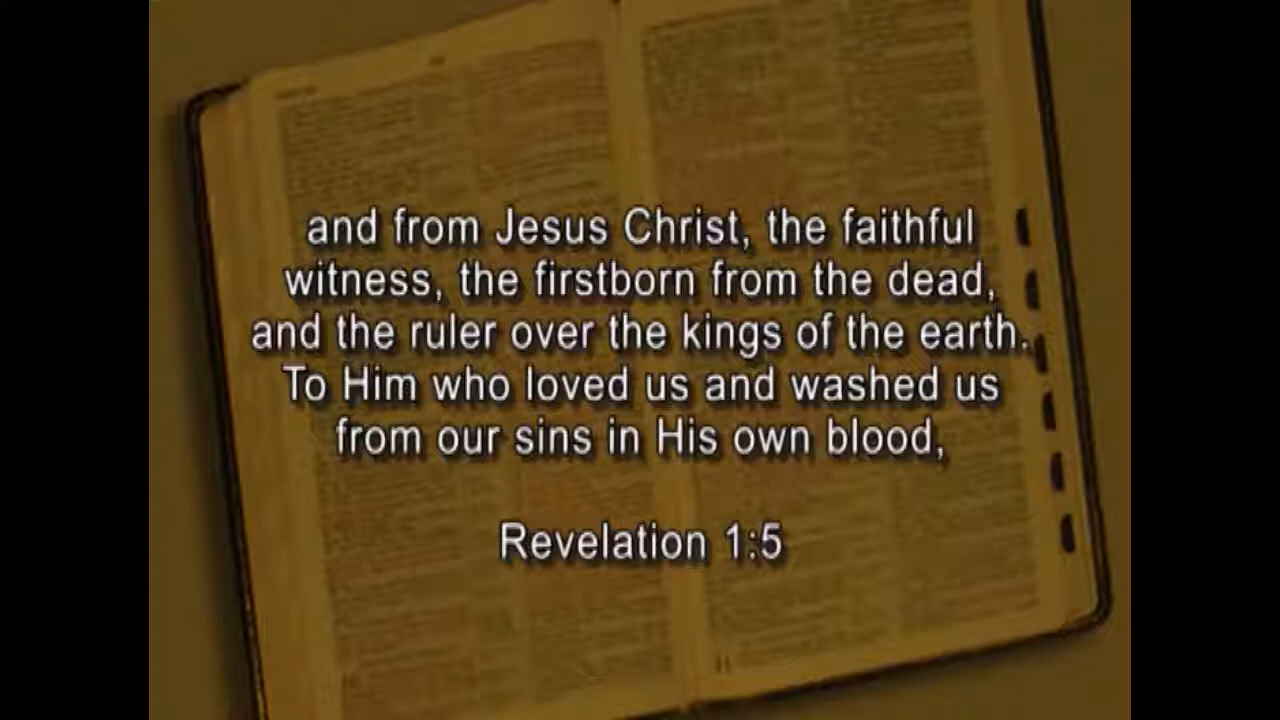 and from Jesus Christ, the faithful
witness, the firstborn from the dead,
and the ruler over the kings of the earth.
To Him who loved us and washed us
from our sins in His own blood,
Revelation 1:5